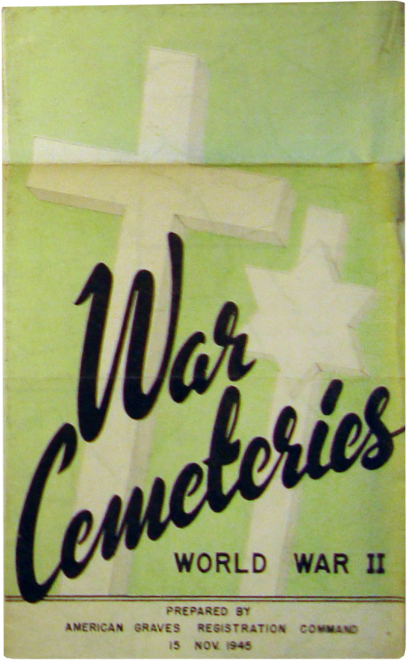 War
Cemeteries
WORLD WAR II
PREPARED BY
AMERICAN GRAVES REGISTRATION COMMAND
15 NOV. 1945